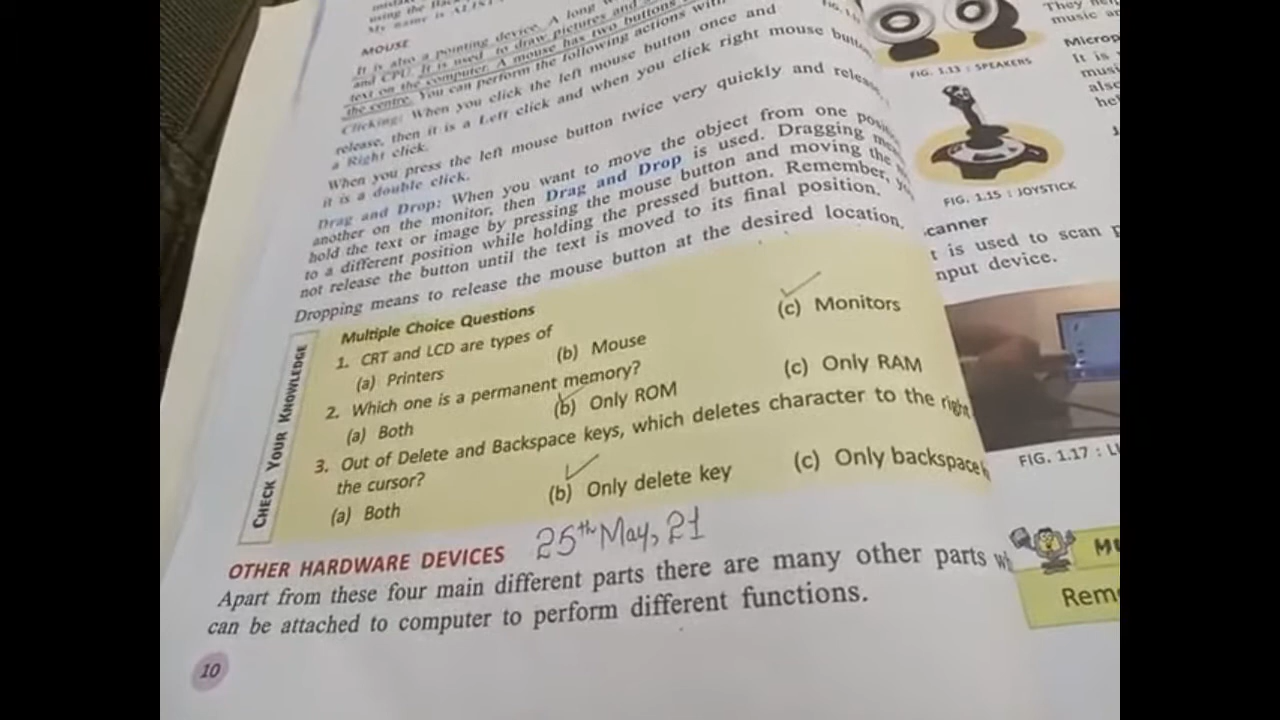 using the
My name is
MOUSE
It is also a pointing device. A long
and CPU. It is used to draw pictures and
text on the computer. A mouse has two buttons
the centre. You can perform the following actions with
Clicking: When you click the left mouse button once and
release, then it is a Left click and when you click right mouse
a Right click.
When you press the left mouse button twice very quickly and
it is a double click.
Drag and Drop: When you want to move the object from one
another on the monitor, then Drag and Drop is used. Dragging
hold the text or image by pressing the mouse button and moving the
to a different position while holding the pressed button. Remember,
not release the button until the text is moved to its final position.
Dropping means to release the mouse button at the desired location.
CHECK YOUR KNOWLEDGE
Multiple Choice Questions
1. CRT and LCD are types of
(a) Printers (b) Mouse (c) Monitors
2. Which one is a permanent memory?
(a) Both (b) Only ROM (c) Only RAM
3. Out of Delete and Backspace keys, which deletes character to the right
the cursor?
(a) Both (b) Only delete key (c) Only backspace
OTHER HARDWARE DEVICES 25th May, 21
Apart from these four main different parts there are many other parts
can be attached to computer to perform different functions.
10
They
music
FIG. 1.13 : SPEAKERS
It is
FIG. 1.15 : JOYSTICK
canner
t is used to scan
nput device.
FIG. 1.17 :